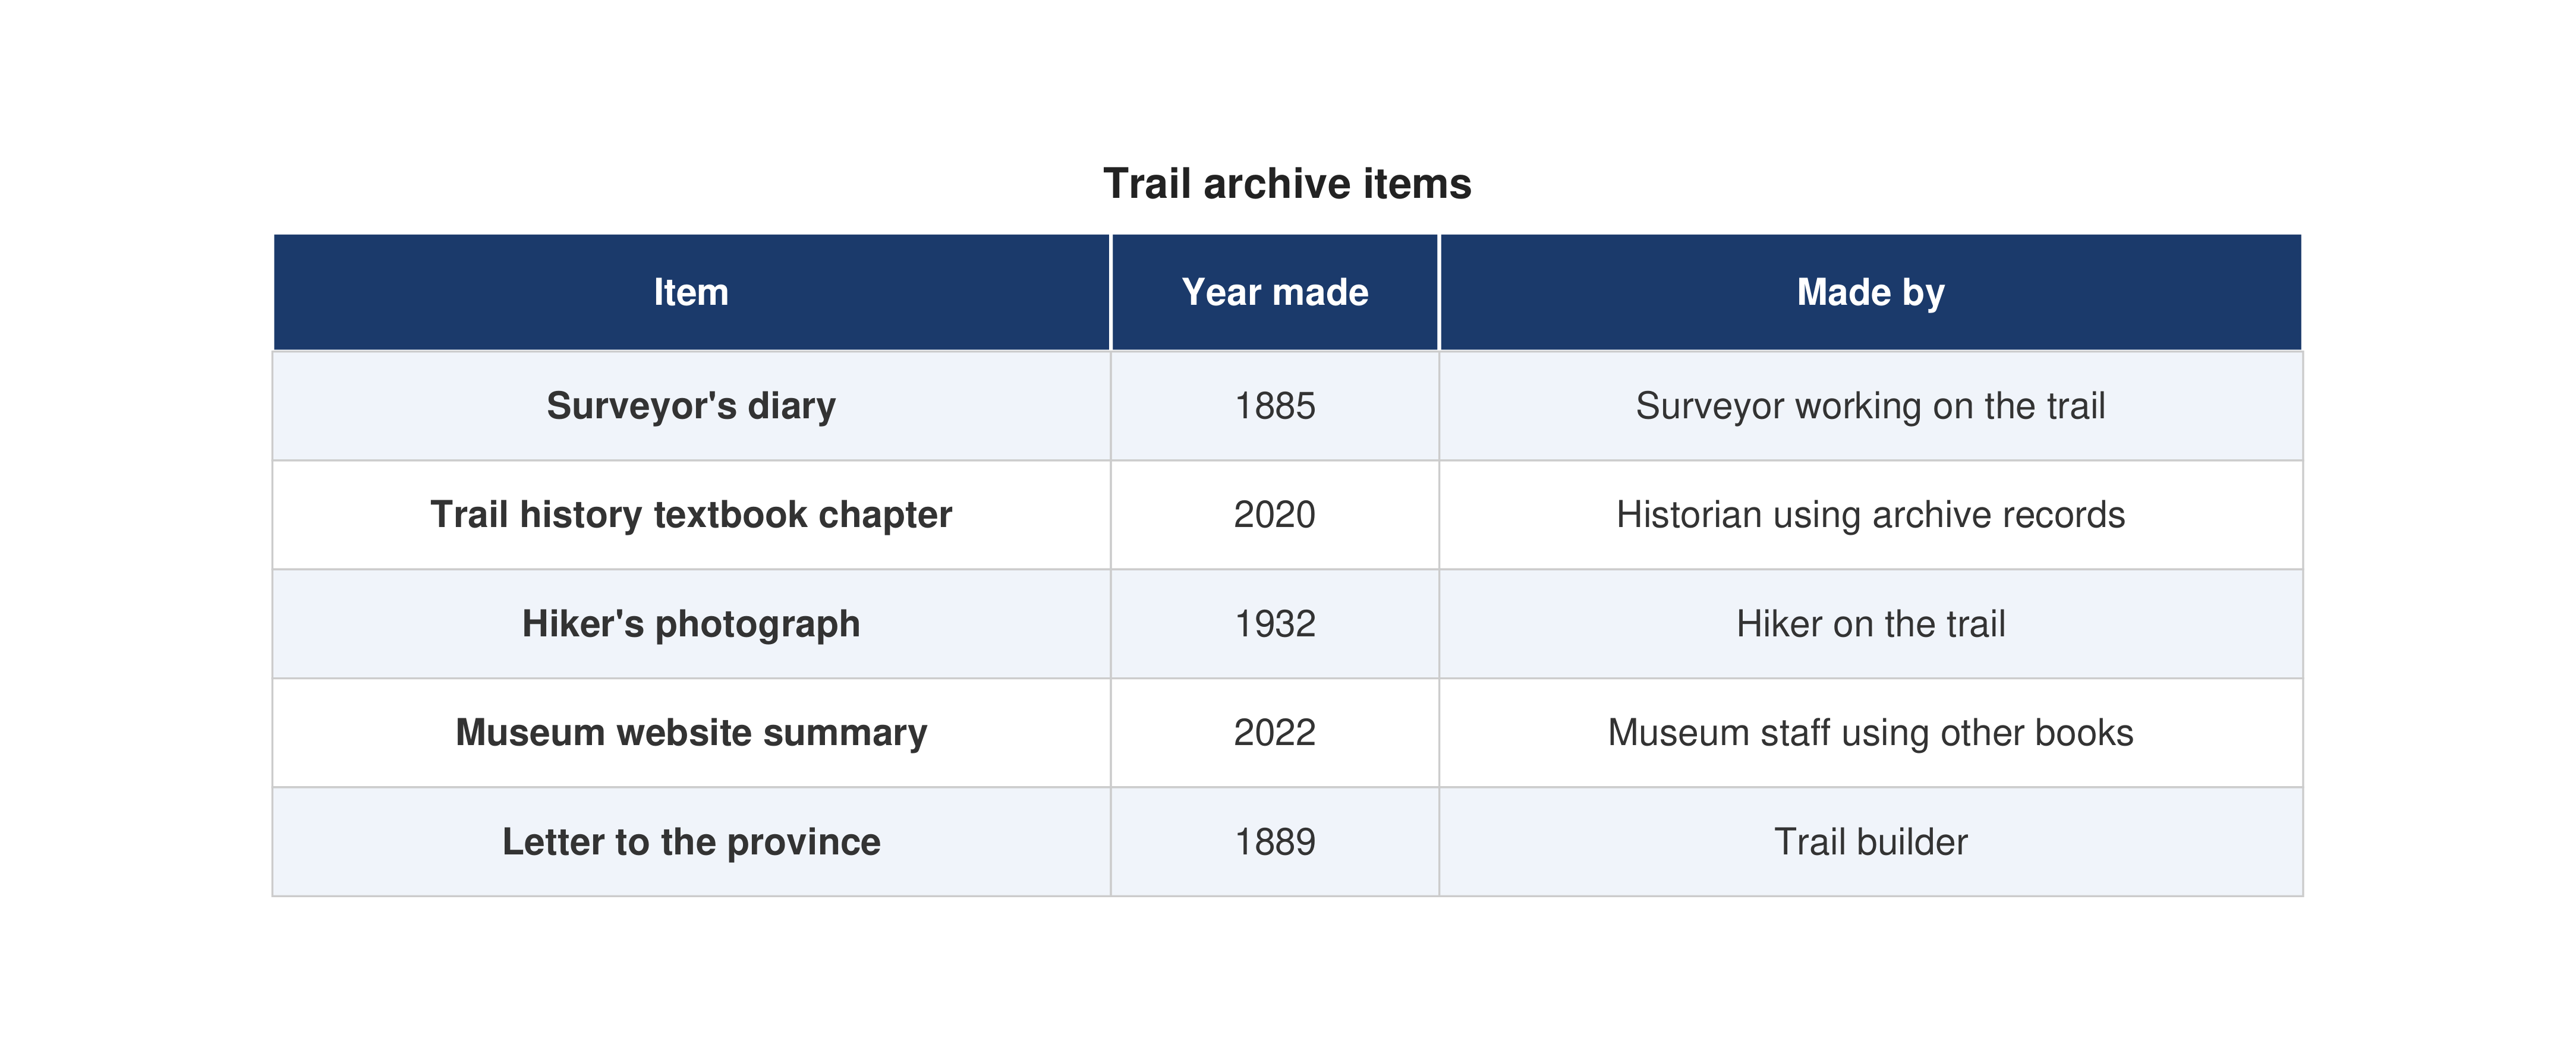 Trail archive items
Item Year made Made by
Surveyor's diary 1885 Surveyor working on the trail
Trail history textbook chapter 2020 Historian using archive records
Hiker's photograph 1932 Hiker on the trail
Museum website summary 2022 Museum staff using other books
Letter to the province 1889 Trail builder